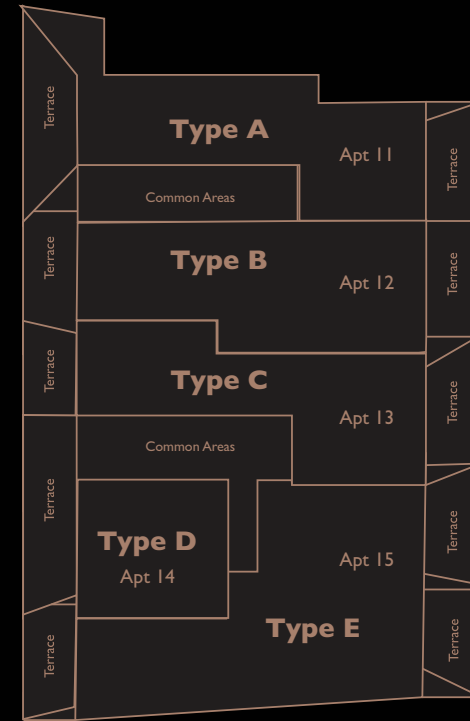 Terrace
Type A
Apt 11
Terrace
Common Areas
Terrace
Type B
Apt 12
Terrace
Terrace
Type C
Apt 13
Terrace
Common Areas
Terrace
Type D
Apt 14
Apt 15
Terrace
Type E
Terrace
Terrace